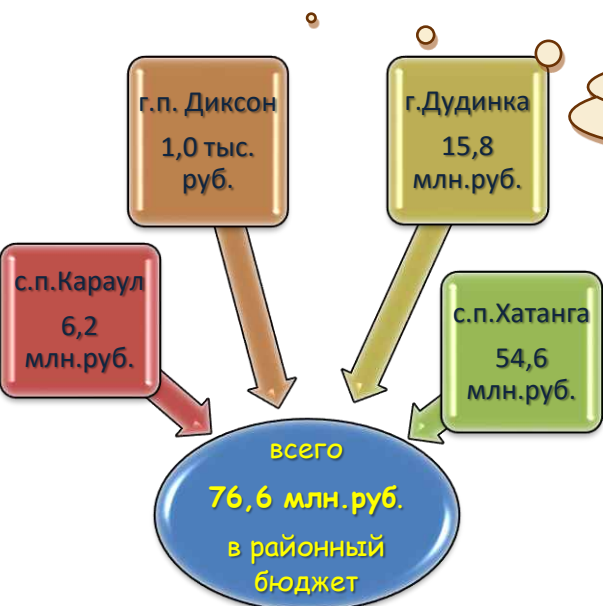 г.п. Диксон
1,0 тыс.
руб.
г.Дудинка
15,8
млн.руб.
с.п.Караул
6,2
млн.руб.
с.п.Хатанга
54,6
млн.руб.
всего
76,6 млн.руб.
в районный
бюджет